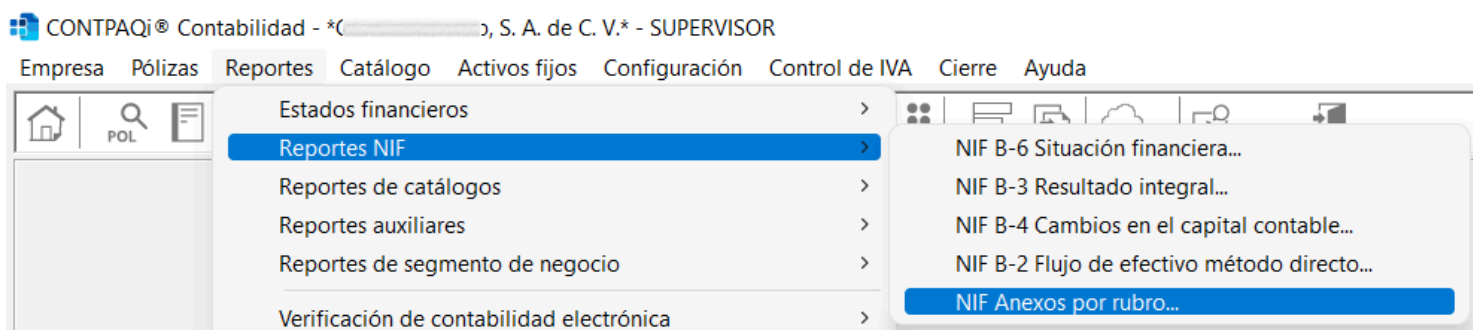 CONTPAQi® Contabilidad - * , S. A. de C. V.* - SUPERVISOR
Empresa Pólizas Reportes Catálogo Activos fijos Configuración Control de IVA Cierre Ayuda
POL
Estados financieros
Reportes NIF
Reportes de catálogos
Reportes auxiliares
Reportes de segmento de negocio
Verificación de contabilidad electrónica
NIF B-6 Situación financiera...
NIF B-3 Resultado integral...
NIF B-4 Cambios en el capital contable...
NIF B-2 Flujo de efectivo método directo...
NIF Anexos por rubro...